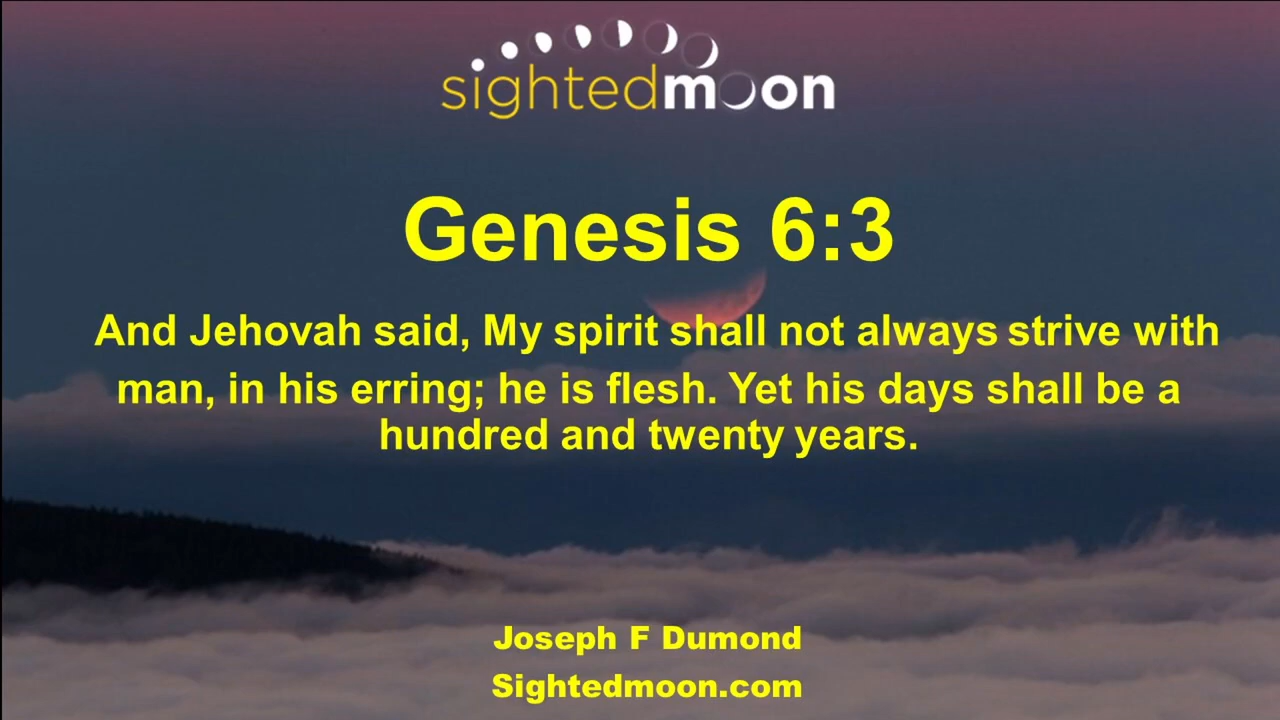 sightedmoon
Genesis 6:3
And Jehovah said, My spirit shall not always strive with
man, in his erring; he is flesh. Yet his days shall be a
hundred and twenty years.
Joseph F Dumond
Sightedmoon.com